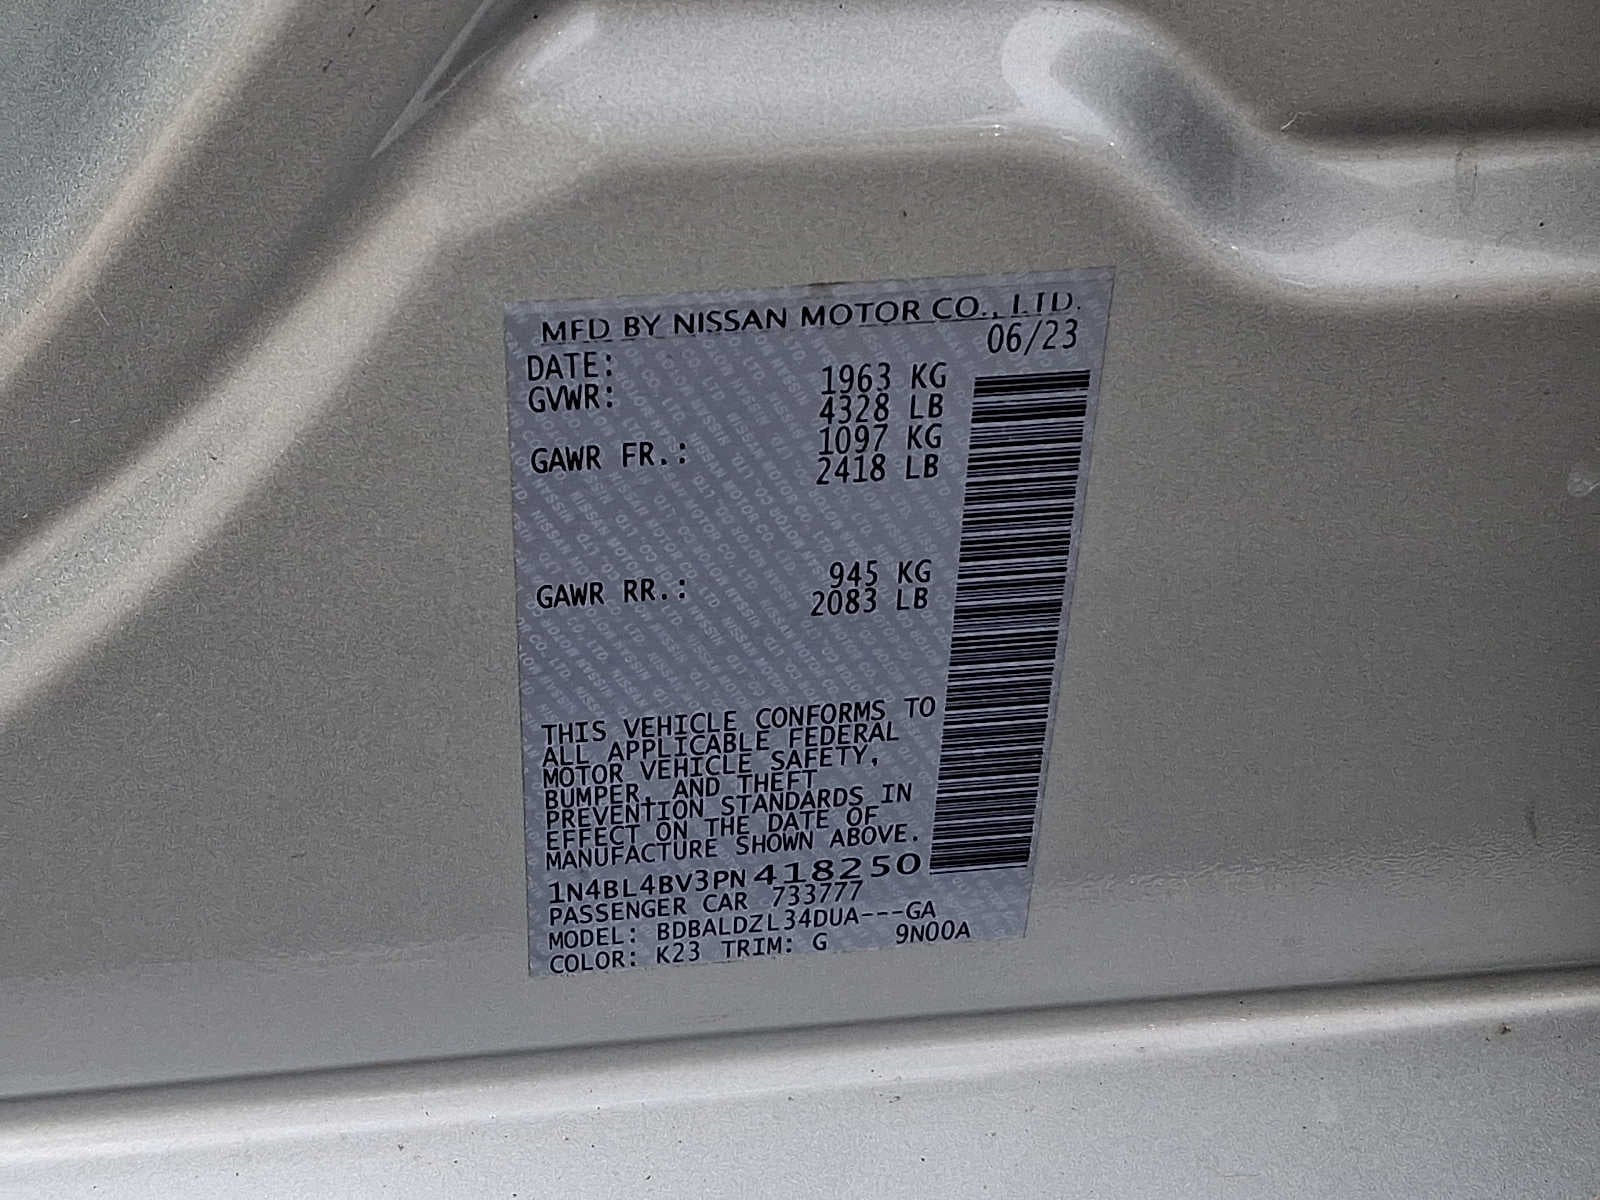 MFD BY NISSAN MOTOR CO., LTD.
DATE: 06/23
GVWR: 1963 KG
4328 LB
GAWR FR.: 1097 KG
2418 LB
GAWR RR.: 945 KG
2083 LB
THIS VEHICLE CONFORMS TO
ALL APPLICABLE FEDERAL
MOTOR VEHICLE SAFETY,
BUMPER, AND THEFT
PREVENTION STANDARDS IN
EFFECT ON THE DATE OF
MANUFACTURE SHOWN ABOVE.
1N4BL4BV3PN418250
PASSENGER CAR 733777
MODEL: BDBALDZL34DUA---GA
COLOR: K23 TRIM: G 9N00A